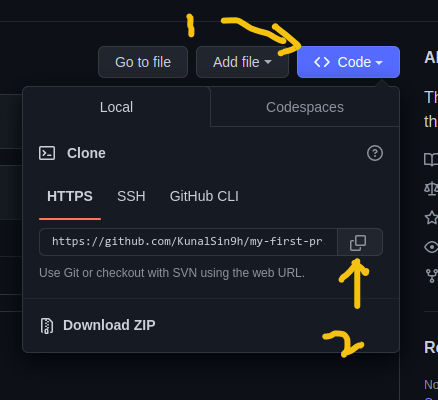 1
Go to file
Add file
<> Code
Al
Local
Codespaces
Th
th
Clone
HTTPS
SSH
GitHub CLI
https://github.com/KunalSin9h/my-first-pr
Use Git or checkout with SVN using the web URL.
Download ZIP
2
Re
No